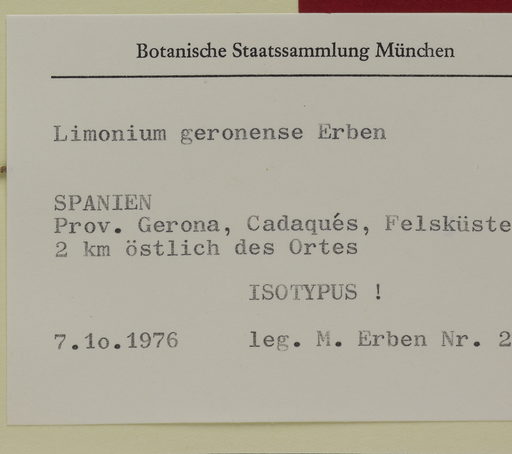 Botanische Staatssammlung München
Limonium geronense Erben
SPANIEN
Prov. Gerona, Cadaqués, Felsküste
2 km östlich des Ortes
ISOTYPUS !
7.1o.1976 leg. M. Erben Nr. 2